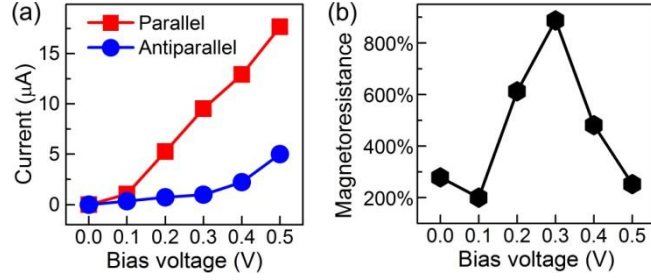 (a)
Parallel
Antiparallel
Current (μA)
15
10
5
0
0.0 0.1 0.2 0.3 0.4 0.5
Bias voltage (V)
(b)
Magnetoresistance
800%
600%
400%
200%
0.0 0.1 0.2 0.3 0.4 0.5
Bias voltage (V)